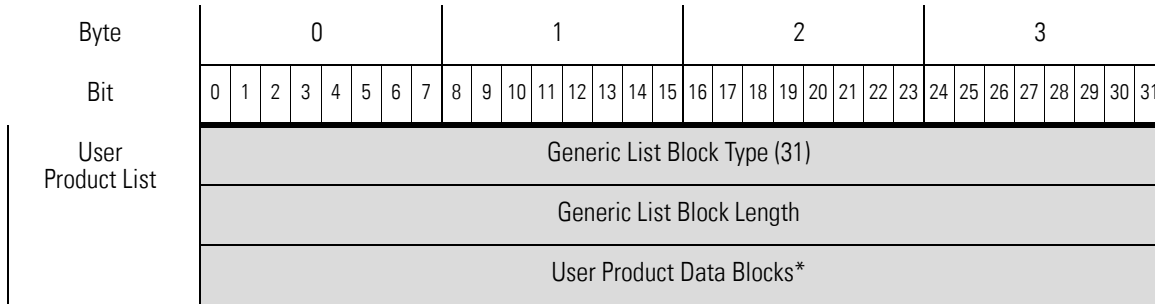 Byte 0 1 2 3
Bit 0 1 2 3 4 5 6 7 8 9 10 11 12 13 14 15 16 17 18 19 20 21 22 23 24 25 26 27 28 29 30 31
User
Product List
Generic List Block Type (31)
Generic List Block Length
User Product Data Blocks*